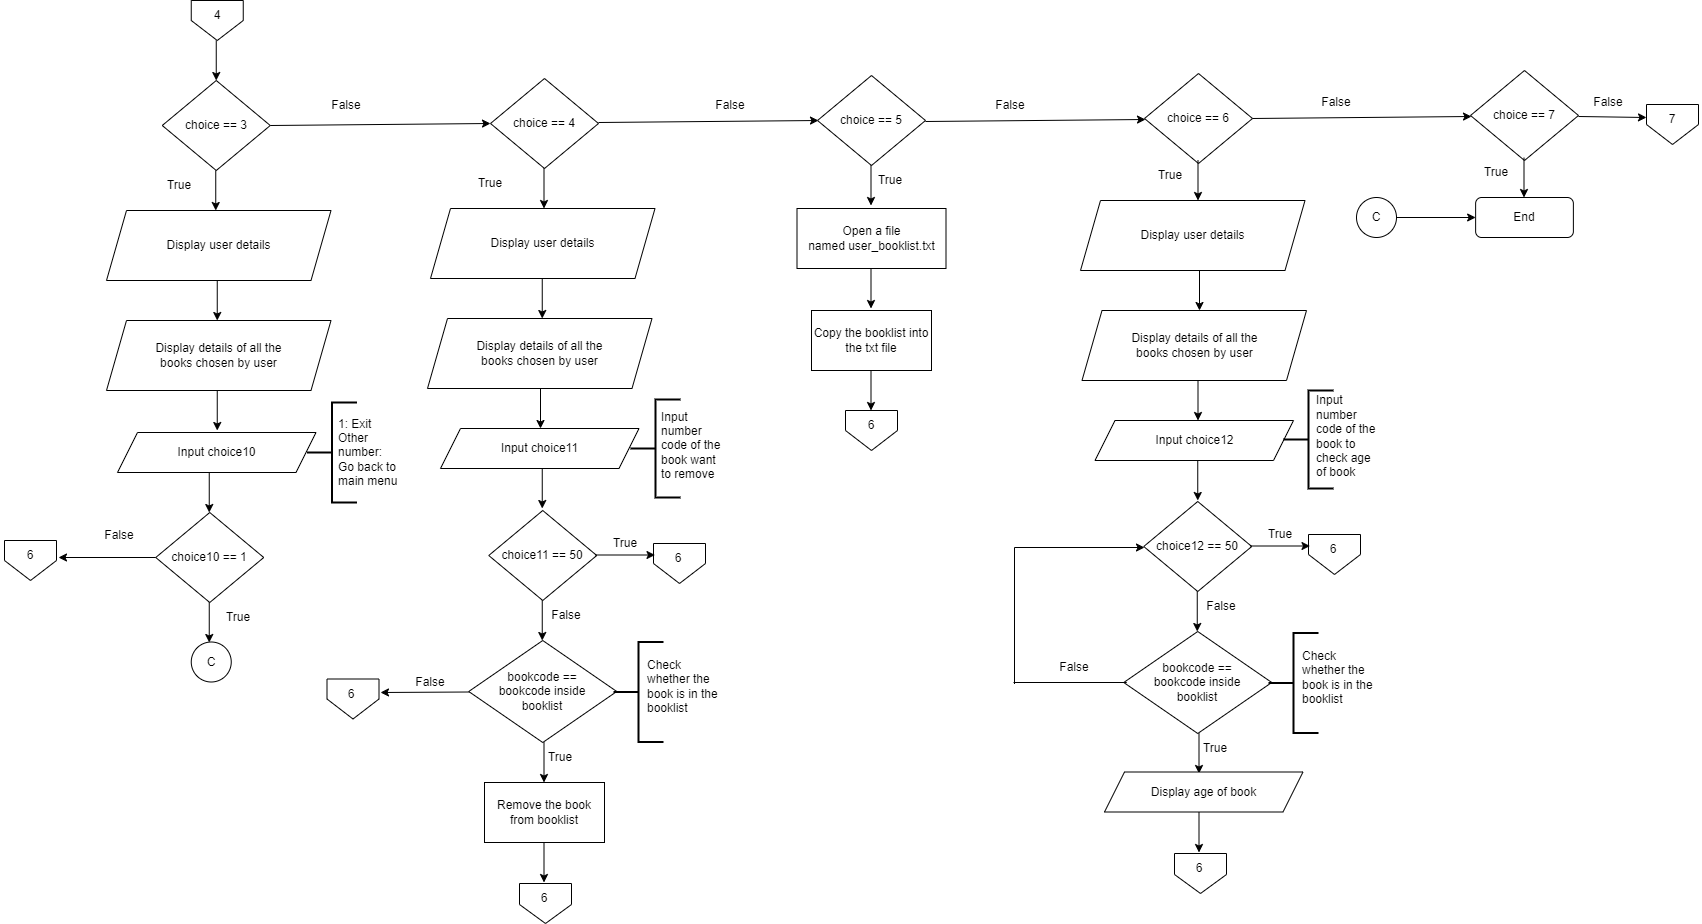 4
choice == 3
False
choice == 4
False
choice == 5
False
choice == 6
False
choice == 7
False
7
True
Display user details
Display details of all the
books chosen by user
Input choice10
1: Exit
Other
number:
Go back to
main menu
choice10 == 1
False
6
True
C
True
Display user details
Display details of all the
books chosen by user
Input choice11
Input
number
code of the
book want
to remove
choice11 == 50
True
6
False
bookcode ==
bookcode inside
booklist
Check
whether the
book is in the
booklist
False
6
True
Remove the book
from booklist
6
True
Open a file
named user_booklist.txt
Copy the booklist into
the txt file
6
True
Display user details
Display details of all the
books chosen by user
Input choice12
Input
number
code of the
book to
check age
of book
choice12 == 50
True
6
False
bookcode ==
bookcode inside
booklist
Check
whether the
book is in the
booklist
False
True
Display age of book
6
True
C
End